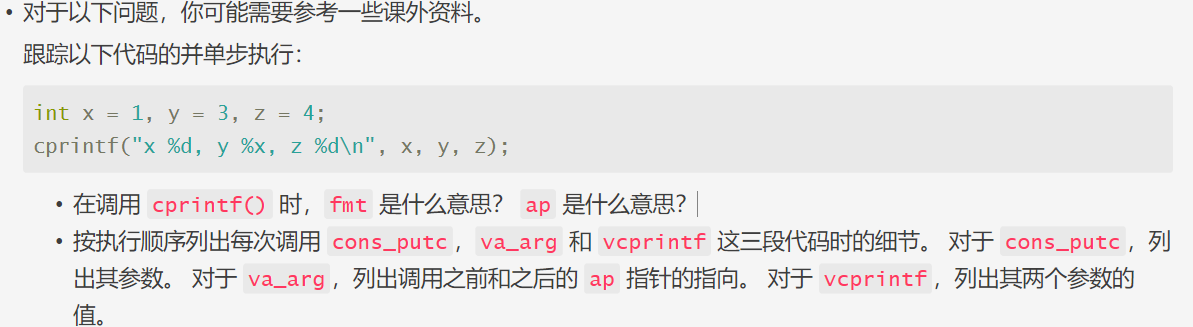 • 对于以下问题，你可能需要参考一些课外资料。
跟踪以下代码的并单步执行：
int x = 1, y = 3, z = 4;
cprintf("x %d, y %x, z %d\n", x, y, z);
• 在调用 cprintf() 时，fmt 是什么意思？ ap 是什么意思？
• 按执行顺序列出每次调用 cons_putc，va_arg 和 vcprintf 这三段代码时的细节。 对于 cons_putc，列
出其参数。 对于 va_arg，列出调用之前和之后的 ap 指针的指向。 对于 vcprintf，列出其两个参数的
值。